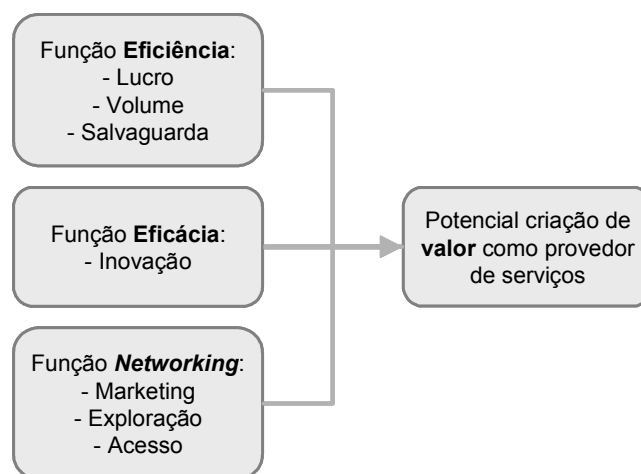 Função Eficiência:
- Lucro
- Volume
- Salvaguarda
Função Eficácia:
- Inovação
Função Networking:
- Marketing
- Exploração
- Acesso
Potencial criação de
valor como provedor
de serviços